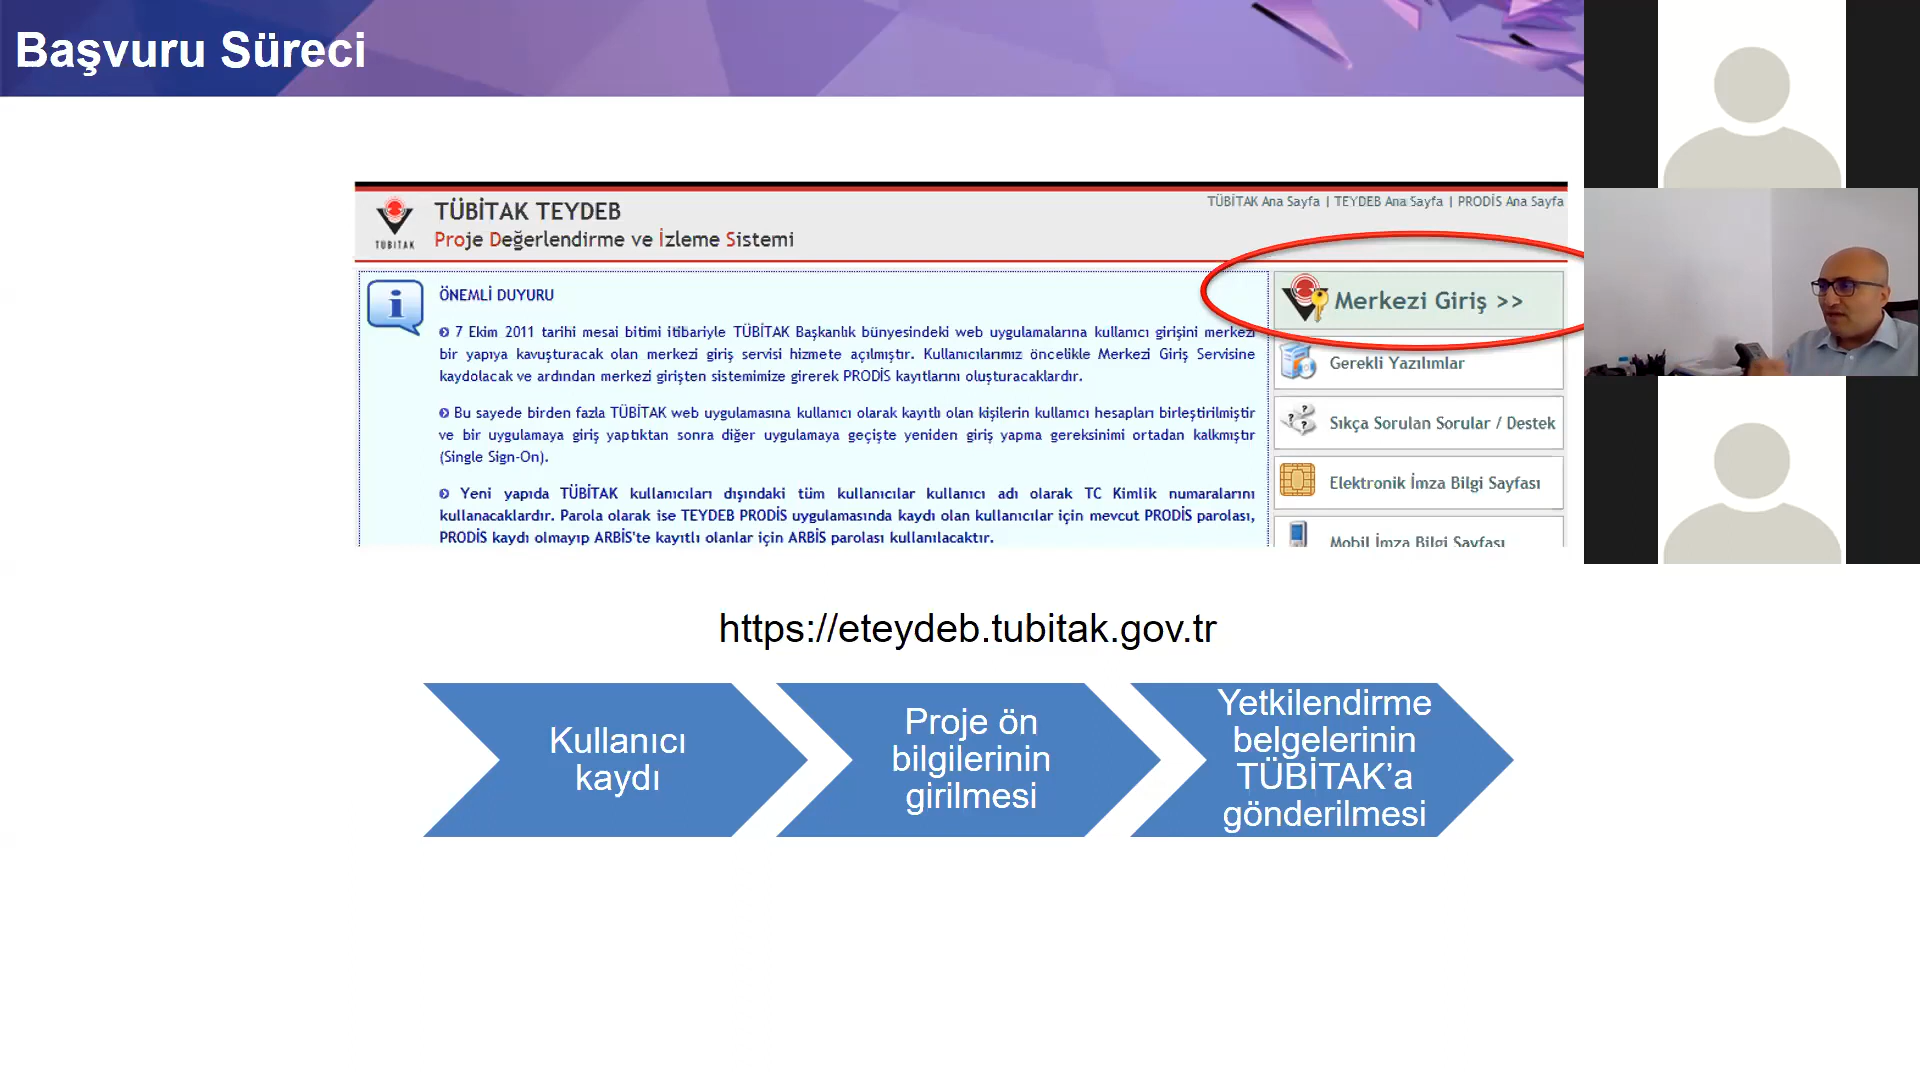 Başvuru Süreci
TÜBİTAK
TÜBİTAK TEYDEB
Proje Değerlendirme ve İzleme Sistemi
TÜBİTAK Ana Sayfa | TEYDEB Ana Sayfa | PRODİS Ana Sayfa
ÖNEMLİ DUYURU
7 Ekim 2011 tarihi mesai bitimi itibariyle TÜBİTAK Başkanlık bünyesindeki web uygulamalarına kullanıcı girişini merkezi
bir yapıya kavuşturacak olan merkezi giriş servisi hizmete açılmıştır. Kullanıcılarımız öncelikle Merkezi Giriş Servisine
kaydolacak ve ardından merkezi girişten sistemimize girerek PRODİS kayıtlarını oluşturacaklardır.
Bu sayede birden fazla TÜBİTAK web uygulamasına kullanıcı olarak kayıtlı olan kişilerin kullanıcı hesapları birleştirilmiştir
ve bir uygulamaya giriş yaptıktan sonra diğer uygulamaya geçişte yeniden giriş yapma gereksinimi ortadan kalkmıştır
(Single Sign-On).
Yeni yapıda TÜBİTAK kullanıcıları dışındaki tüm kullanıcılar kullanıcı adı olarak TC Kimlik numaralarını
kullanacaklardır. Parola olarak ise TEYDEB PRODİS uygulamasında kaydı olan kullanıcılar için mevcut PRODİS parolası,
PRODİS kaydı olmayıp ARBİS'te kayıtlı olanlar için ARBİS parolası kullanılacaktır.
Merkezi Giriş >>
Gerekli Yazılımlar
Sıkça Sorulan Sorular / Destek
Elektronik İmza Bilgi Sayfası
Mobil İmza Bilgi Sayfası
https://eteydeb.tubitak.gov.tr
Kullanıcı
kaydı
Proje ön
bilgilerinin
girilmesi
Yetkilendirme
belgelerinin
TÜBİTAK’a
gönderilmesi